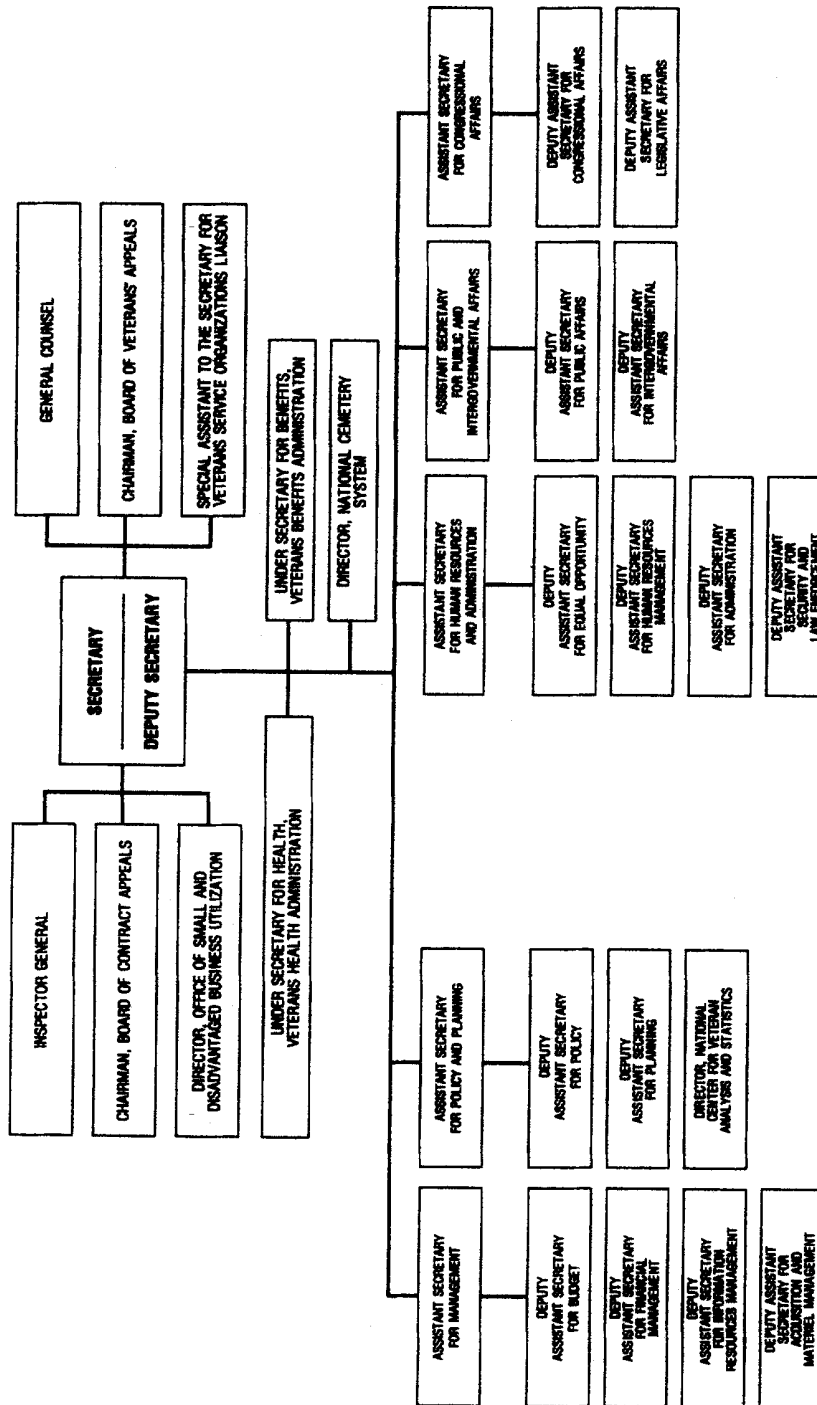 SECRETARY
DEPUTY SECRETARY
INSPECTOR GENERAL
CHAIRMAN, BOARD OF CONTRACT APPEALS
DIRECTOR, OFFICE OF SMALL AND
DISADVANTAGED BUSINESS UTILIZATION
GENERAL COUNSEL
CHAIRMAN, BOARD OF VETERANS' APPEALS
SPECIAL ASSISTANT TO THE SECRETARY FOR
VETERANS SERVICE ORGANIZATIONS LIAISON
UNDER SECRETARY FOR HEALTH,
VETERANS HEALTH ADMINISTRATION
UNDER SECRETARY FOR BENEFITS,
VETERANS BENEFITS ADMINISTRATION
DIRECTOR, NATIONAL CEMETERY
SYSTEM
ASSISTANT SECRETARY
FOR MANAGEMENT
DEPUTY
ASSISTANT SECRETARY
FOR BUDGET
DEPUTY
ASSISTANT SECRETARY
FOR FINANCIAL
MANAGEMENT
DEPUTY
ASSISTANT SECRETARY
FOR INFORMATION
RESOURCES MANAGEMENT
DEPUTY ASSISTANT
SECRETARY FOR
ACQUISITION AND
MATERIEL MANAGEMENT
ASSISTANT SECRETARY
FOR POLICY AND PLANNING
DEPUTY
ASSISTANT SECRETARY
FOR POLICY
DEPUTY
ASSISTANT SECRETARY
FOR PLANNING
DIRECTOR, NATIONAL
CENTER FOR VETERAN
ANALYSIS AND STATISTICS
ASSISTANT SECRETARY
FOR HUMAN RESOURCES
AND ADMINISTRATION
DEPUTY
ASSISTANT SECRETARY
FOR EQUAL OPPORTUNITY
DEPUTY
ASSISTANT SECRETARY
FOR HUMAN RESOURCES
MANAGEMENT
DEPUTY
ASSISTANT SECRETARY
FOR ADMINISTRATION
DEPUTY ASSISTANT
SECRETARY FOR
SECURITY AND
LAW ENFORCEMENT
ASSISTANT SECRETARY
FOR PUBLIC AND
INTERGOVERNMENTAL AFFAIRS
DEPUTY
ASSISTANT SECRETARY
FOR PUBLIC AFFAIRS
DEPUTY
ASSISTANT SECRETARY
FOR INTERGOVERNMENTAL
AFFAIRS
ASSISTANT SECRETARY
FOR CONGRESSIONAL
AFFAIRS
DEPUTY ASSISTANT
SECRETARY FOR
CONGRESSIONAL AFFAIRS
DEPUTY ASSISTANT
SECRETARY FOR
LEGISLATIVE AFFAIRS